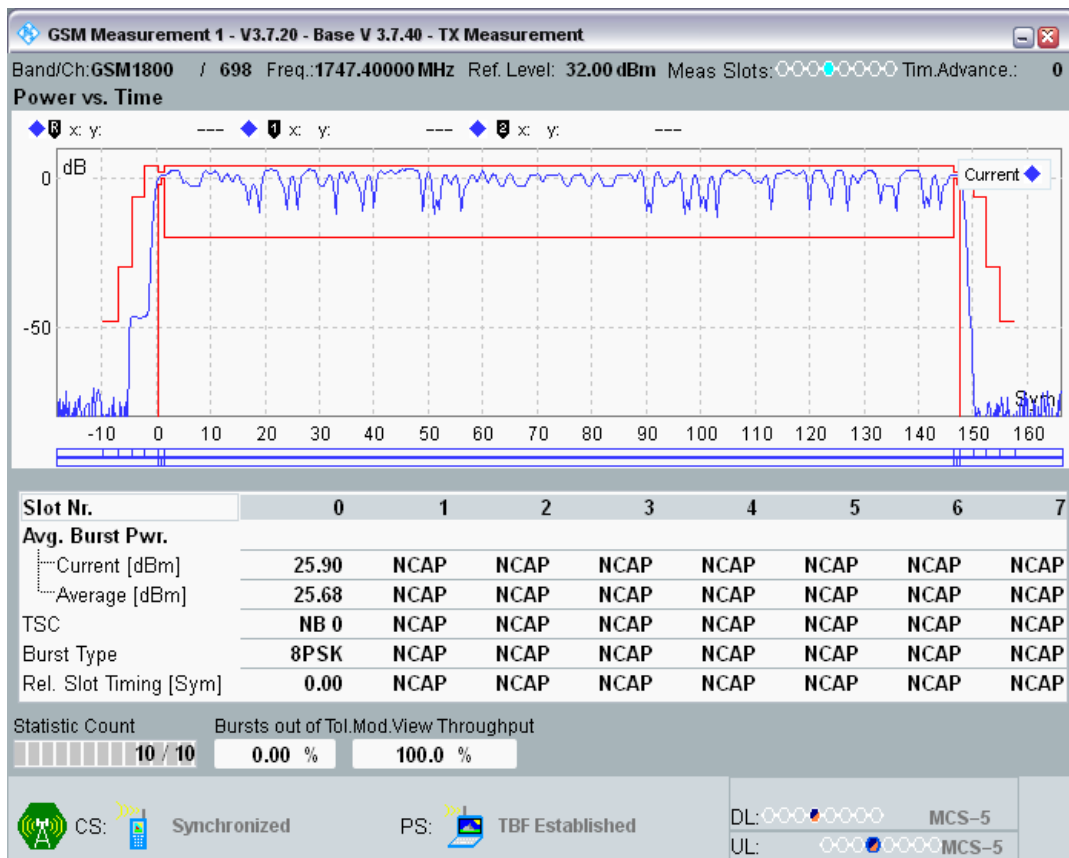 GSM Measurement 1 - V3.7.20 - Base V 3.7.40 - TX Measurement
Band/Ch:GSM1800 / 698 Freq.:1747.40000 MHz Ref. Level: 32.00 dBm Meas Slots: Tim.Advance.: 0
Power vs. Time
R x: y: --- 1 x: y: --- 2 x: y: ---
dB
Current
0
-50
Sym
-10 0 10 20 30 40 50 60 70 80 90 100 110 120 130 140 150 160
Slot Nr. 0 1 2 3 4 5 6 7
Avg. Burst Pwr.
Current [dBm] 25.90 NCAP NCAP NCAP NCAP NCAP NCAP NCAP
Average [dBm] 25.68 NCAP NCAP NCAP NCAP NCAP NCAP NCAP
TSC NB 0 NCAP NCAP NCAP NCAP NCAP NCAP NCAP
Burst Type 8PSK NCAP NCAP NCAP NCAP NCAP NCAP NCAP
Rel. Slot Timing [Sym] 0.00 NCAP NCAP NCAP NCAP NCAP NCAP NCAP
Statistic Count Bursts out of Tol.Mod.View Throughput
10 / 10 0.00 % 100.0 %
CS: Synchronized PS: TBF Established
DL: MCS-5
UL: MCS-5